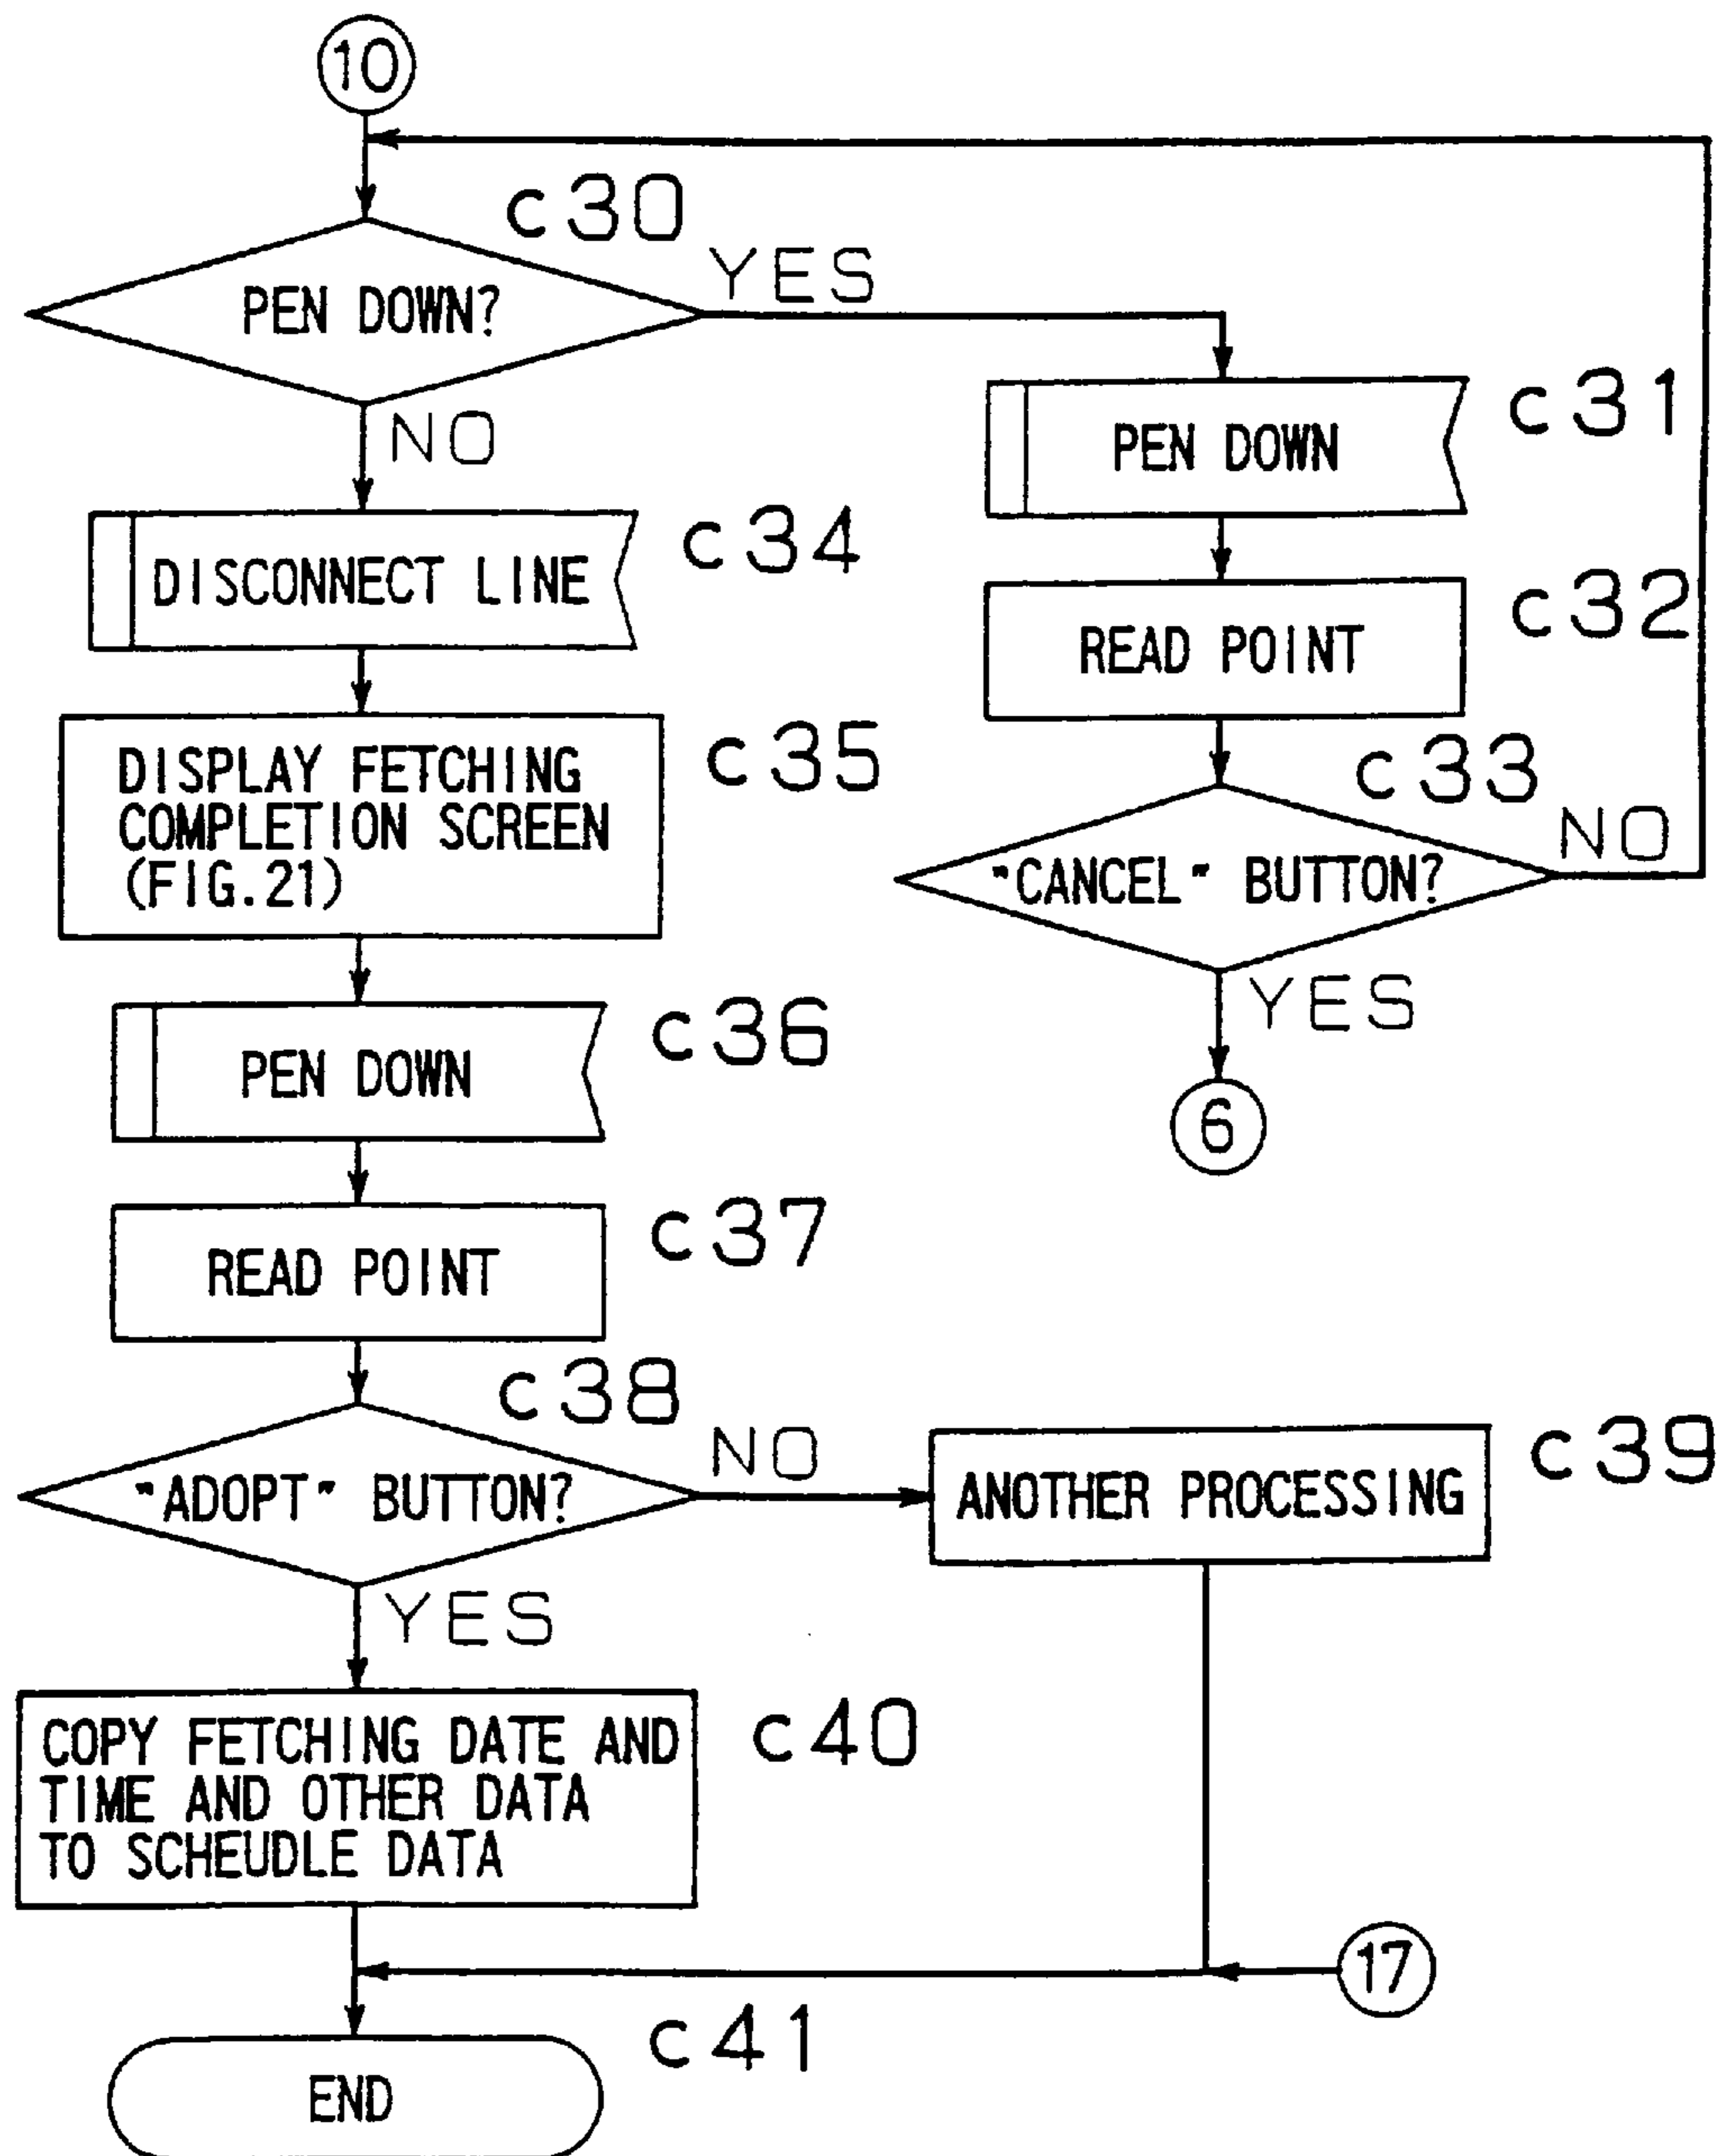 10
c30
PEN DOWN?
YES
NO
c31
PEN DOWN
c34
DISCONNECT LINE
c32
READ POINT
c35
DISPLAY FETCHING
COMPLETION SCREEN
(FIG.21)
c33
"CANCEL" BUTTON?
NO
YES
6
c36
PEN DOWN
c37
READ POINT
c38
"ADOPT" BUTTON?
NO
c39
ANOTHER PROCESSING
YES
c40
COPY FETCHING DATE AND
TIME AND OTHER DATA
TO SCHEUDLE DATA
17
c41
END